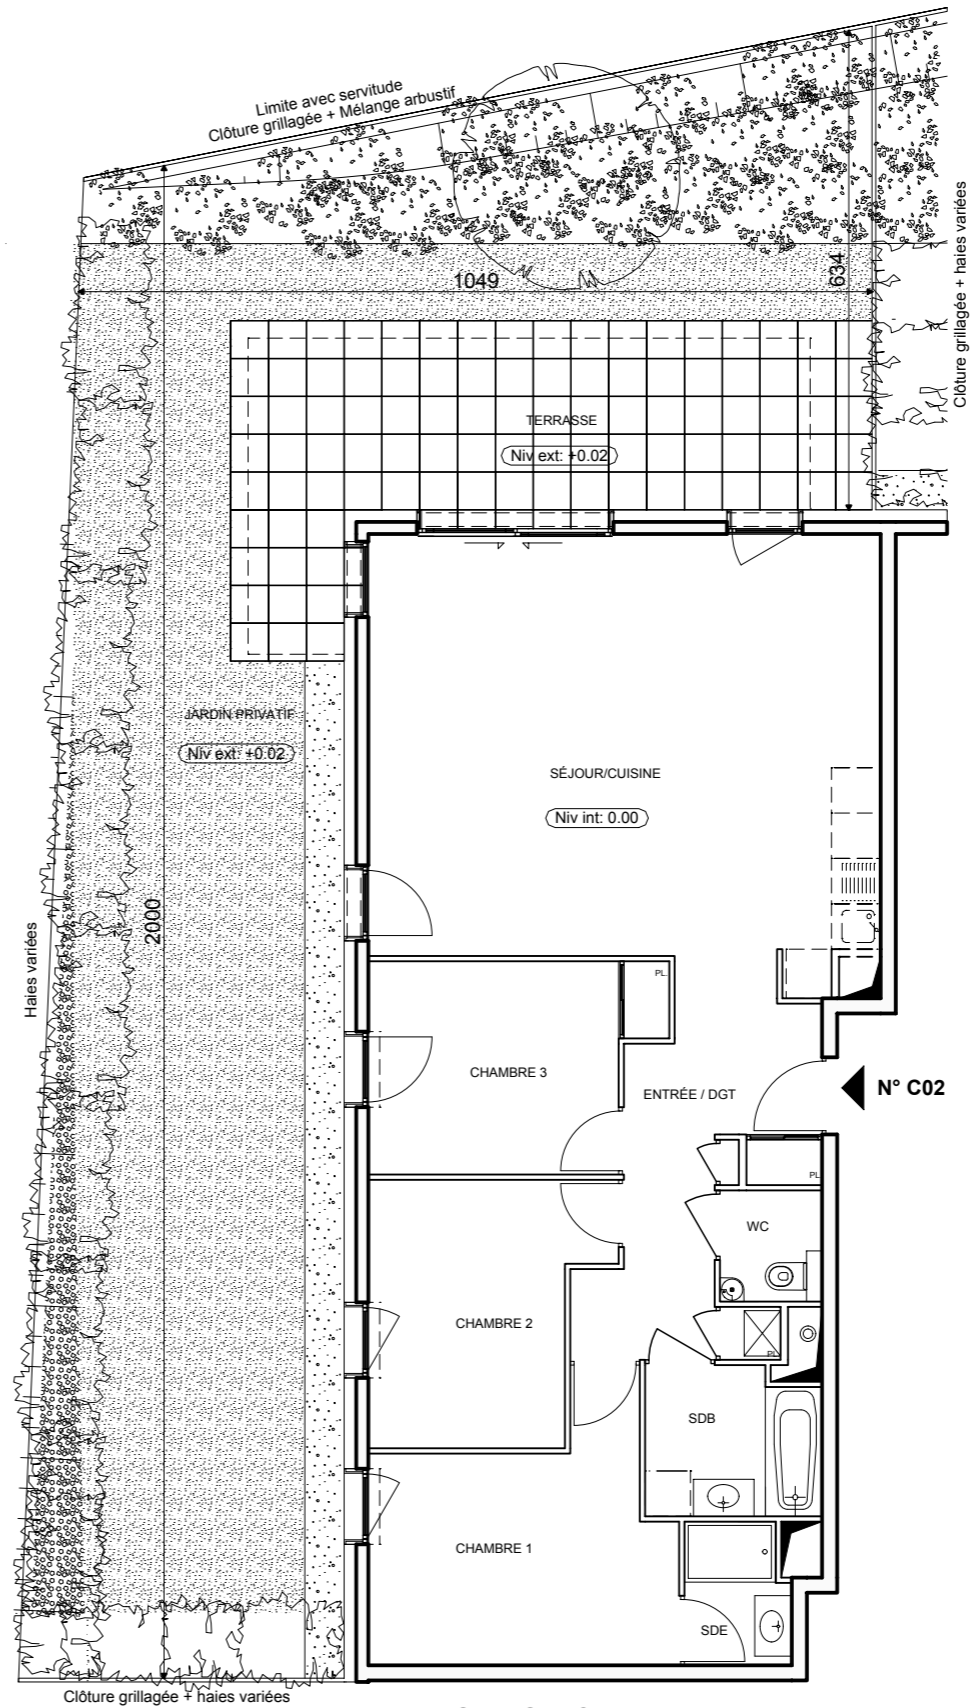 Limite avec servitude
Clôture grillagée + Mélange arbustif
Clôture grillagée + haies variées
1049
634
TERRASSE
Niv ext: +0.02
JARDIN PRIVATIF
Niv ext: +0.02
SÉJOUR/CUISINE
Niv int: 0.00
2000
Haies variées
PL.
CHAMBRE 3
ENTRÉE / DGT
N° C02
PL.
WC
CHAMBRE 2
PL.
SDB
CHAMBRE 1
SDE
Clôture grillagée + haies variées